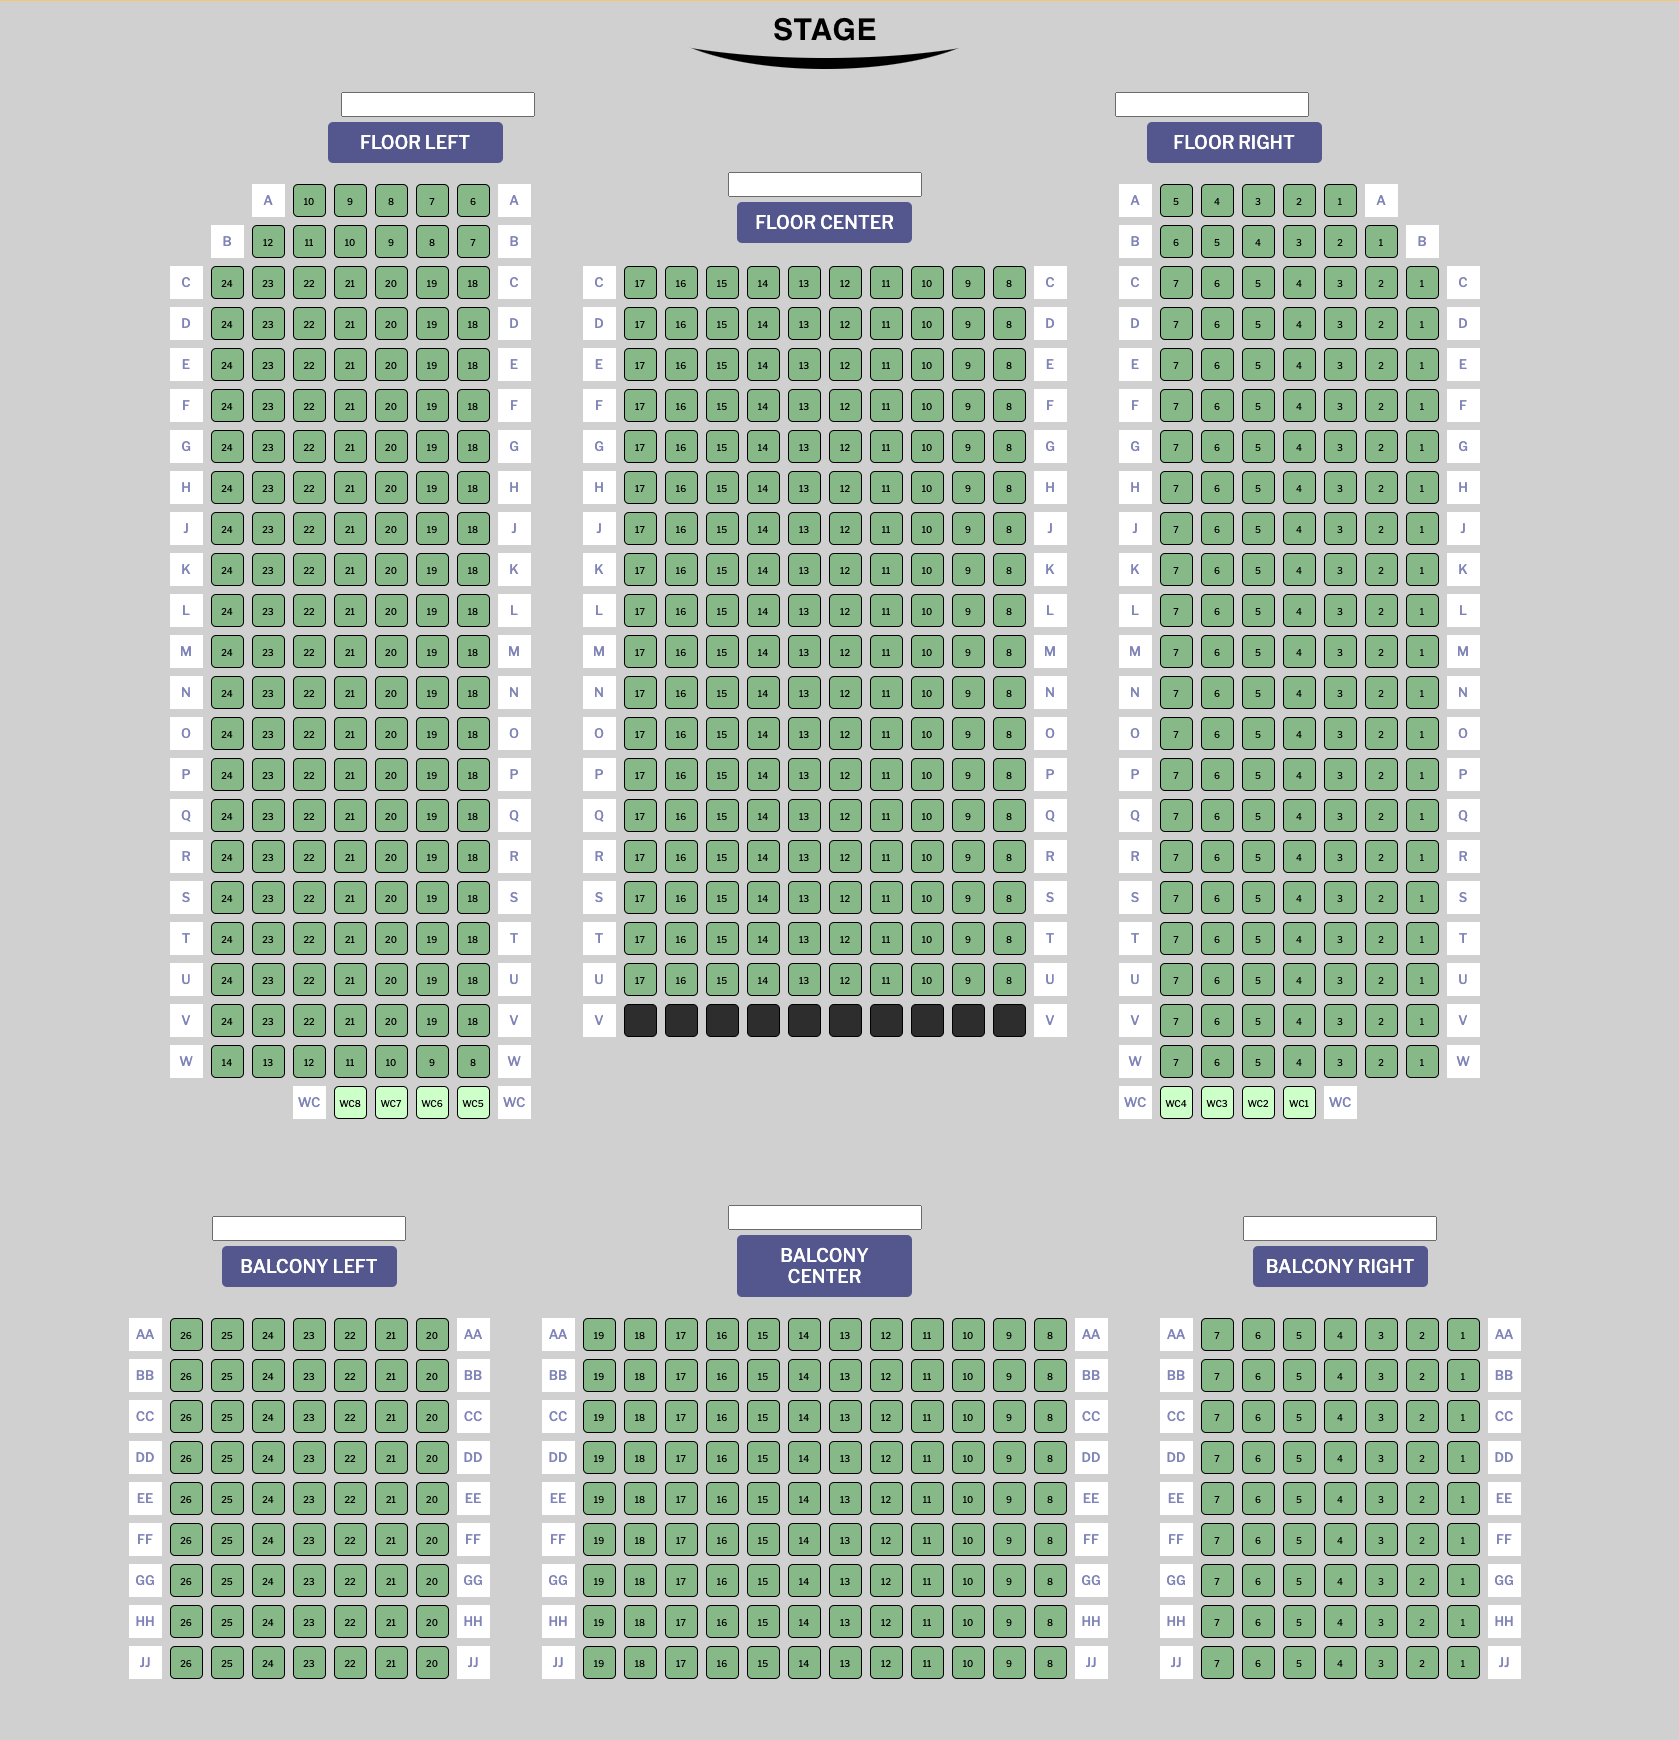 STAGE
FLOOR LEFT
FLOOR RIGHT
FLOOR CENTER
A 10 9 8 7 6 A A 5 4 3 2 1 A
B 12 11 10 9 8 7 B B 6 5 4 3 2 1 B
C 24 23 22 21 20 19 18 C C 17 16 15 14 13 12 11 10 9 8 C C 7 6 5 4 3 2 1 C
D 24 23 22 21 20 19 18 D D 17 16 15 14 13 12 11 10 9 8 D D 7 6 5 4 3 2 1 D
E 24 23 22 21 20 19 18 E E 17 16 15 14 13 12 11 10 9 8 E E 7 6 5 4 3 2 1 E
F 24 23 22 21 20 19 18 F F 17 16 15 14 13 12 11 10 9 8 F F 7 6 5 4 3 2 1 F
G 24 23 22 21 20 19 18 G G 17 16 15 14 13 12 11 10 9 8 G G 7 6 5 4 3 2 1 G
H 24 23 22 21 20 19 18 H H 17 16 15 14 13 12 11 10 9 8 H H 7 6 5 4 3 2 1 H
J 24 23 22 21 20 19 18 J J 17 16 15 14 13 12 11 10 9 8 J J 7 6 5 4 3 2 1 J
K 24 23 22 21 20 19 18 K K 17 16 15 14 13 12 11 10 9 8 K K 7 6 5 4 3 2 1 K
L 24 23 22 21 20 19 18 L L 17 16 15 14 13 12 11 10 9 8 L L 7 6 5 4 3 2 1 L
M 24 23 22 21 20 19 18 M M 17 16 15 14 13 12 11 10 9 8 M M 7 6 5 4 3 2 1 M
N 24 23 22 21 20 19 18 N N 17 16 15 14 13 12 11 10 9 8 N N 7 6 5 4 3 2 1 N
O 24 23 22 21 20 19 18 O O 17 16 15 14 13 12 11 10 9 8 O O 7 6 5 4 3 2 1 O
P 24 23 22 21 20 19 18 P P 17 16 15 14 13 12 11 10 9 8 P P 7 6 5 4 3 2 1 P
Q 24 23 22 21 20 19 18 Q Q 17 16 15 14 13 12 11 10 9 8 Q Q 7 6 5 4 3 2 1 Q
R 24 23 22 21 20 19 18 R R 17 16 15 14 13 12 11 10 9 8 R R 7 6 5 4 3 2 1 R
S 24 23 22 21 20 19 18 S S 17 16 15 14 13 12 11 10 9 8 S S 7 6 5 4 3 2 1 S
T 24 23 22 21 20 19 18 T T 17 16 15 14 13 12 11 10 9 8 T T 7 6 5 4 3 2 1 T
U 24 23 22 21 20 19 18 U U 17 16 15 14 13 12 11 10 9 8 U U 7 6 5 4 3 2 1 U
V 24 23 22 21 20 19 18 V V V V 7 6 5 4 3 2 1 V
W 14 13 12 11 10 9 8 W W 7 6 5 4 3 2 1 W
WC WC8 WC7 WC6 WC5 WC WC WC4 WC3 WC2 WC1 WC
BALCONY LEFT
BALCONY
CENTER
BALCONY RIGHT
AA 26 25 24 23 22 21 20 AA AA 19 18 17 16 15 14 13 12 11 10 9 8 AA AA 7 6 5 4 3 2 1 AA
BB 26 25 24 23 22 21 20 BB BB 19 18 17 16 15 14 13 12 11 10 9 8 BB BB 7 6 5 4 3 2 1 BB
CC 26 25 24 23 22 21 20 CC CC 19 18 17 16 15 14 13 12 11 10 9 8 CC CC 7 6 5 4 3 2 1 CC
DD 26 25 24 23 22 21 20 DD DD 19 18 17 16 15 14 13 12 11 10 9 8 DD DD 7 6 5 4 3 2 1 DD
EE 26 25 24 23 22 21 20 EE EE 19 18 17 16 15 14 13 12 11 10 9 8 EE EE 7 6 5 4 3 2 1 EE
FF 26 25 24 23 22 21 20 FF FF 19 18 17 16 15 14 13 12 11 10 9 8 FF FF 7 6 5 4 3 2 1 FF
GG 26 25 24 23 22 21 20 GG GG 19 18 17 16 15 14 13 12 11 10 9 8 GG GG 7 6 5 4 3 2 1 GG
HH 26 25 24 23 22 21 20 HH HH 19 18 17 16 15 14 13 12 11 10 9 8 HH HH 7 6 5 4 3 2 1 HH
JJ 26 25 24 23 22 21 20 JJ JJ 19 18 17 16 15 14 13 12 11 10 9 8 JJ JJ 7 6 5 4 3 2 1 JJ